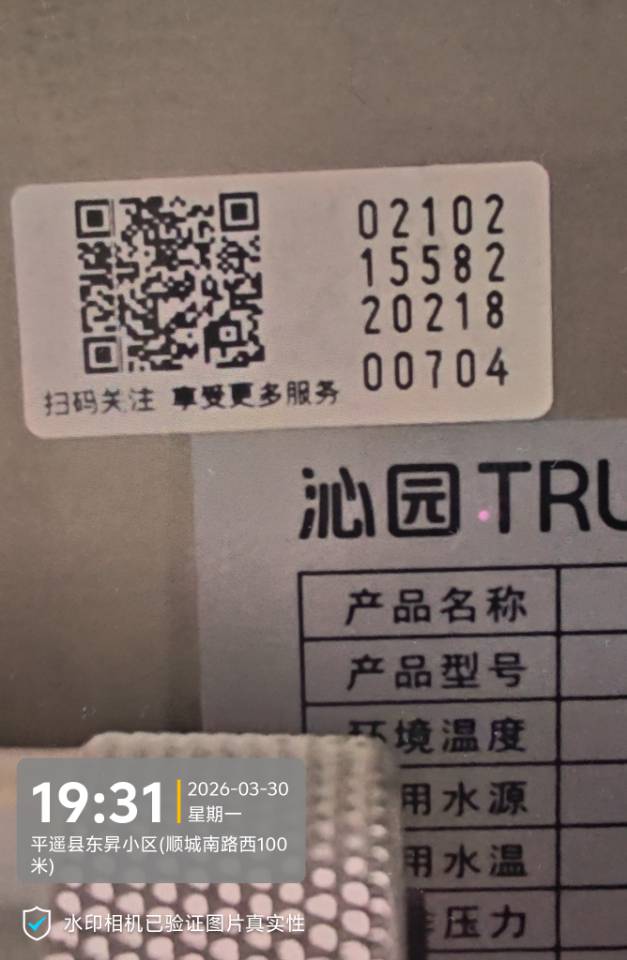 02102
15582
20218
00704
扫码关注 享受更多服务
沁园 TRU
产品名称
产品型号
环境温度
用水源
用水温
压力
19:31
2026-03-30
星期一
平遥县东昇小区(顺城南路西100
米)
水印相机已验证图片真实性